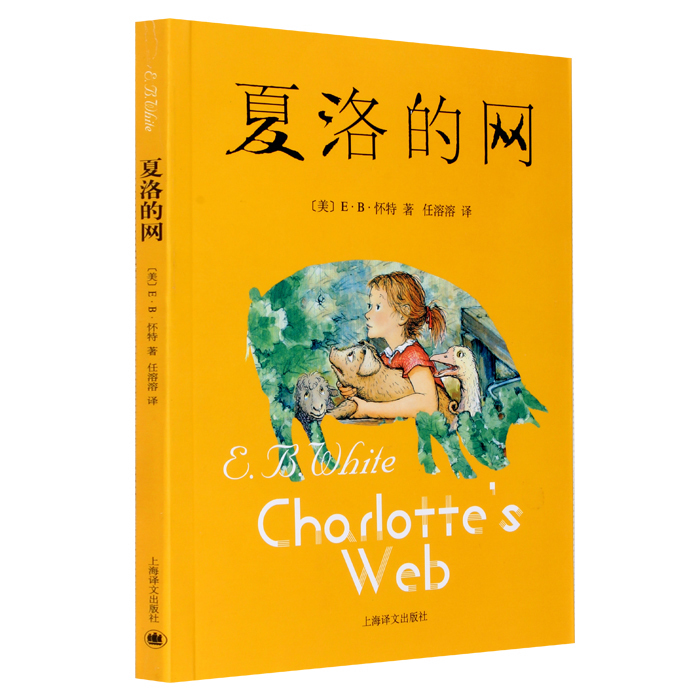 E.B.White
夏洛的网
〔美〕E·B·怀特 著 任溶溶 译
上海译文出版社
夏洛的网
〔美〕E·B·怀特 著 任溶溶 译
E.B.White
Charlotte's
Web
上海译文出版社